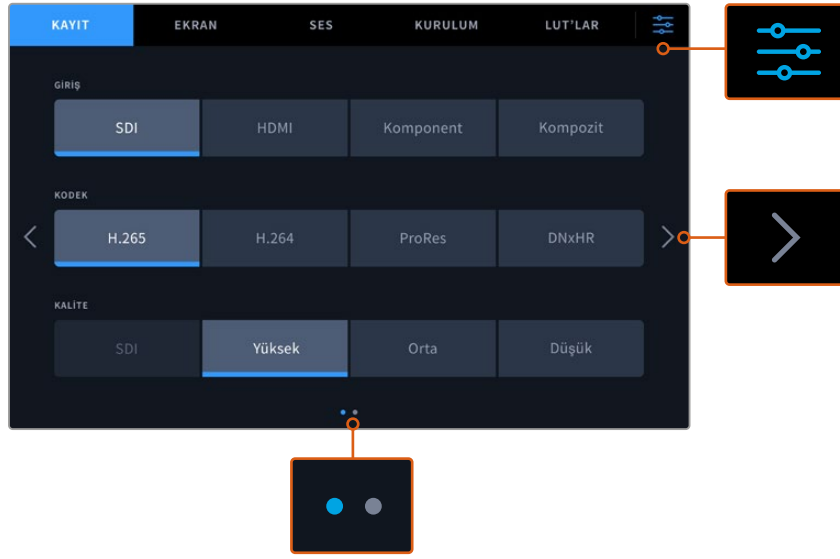 KAYIT EKRAN SES KURULUM LUT'LAR
GİRİŞ
SDI HDMI Komponent Kompozit
KODEK
H.265 H.264 ProRes DNxHR
KALİTE
SDI Yüksek Orta Düşük